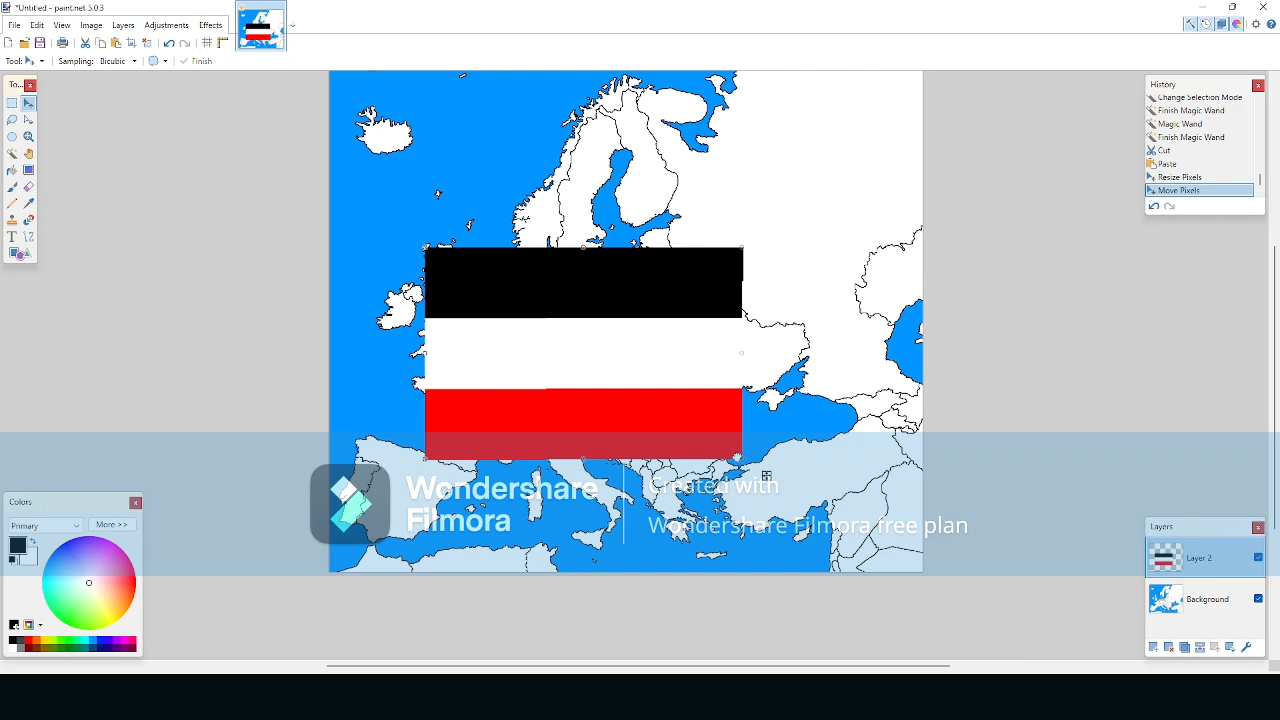 *Untitled - paint.net 5.0.3
File Edit View Image Layers Adjustments Effects
Tool: Sampling: Bicubic Finish
To...
History
Change Selection Mode
Finish Magic Wand
Magic Wand
Finish Magic Wand
Cut
Paste
Resize Pixels
Move Pixels
Wondershare
Filmora
Created with
Wondershare Filmora free plan
Colors
Primary More >>
Layers
Layer 2
Background